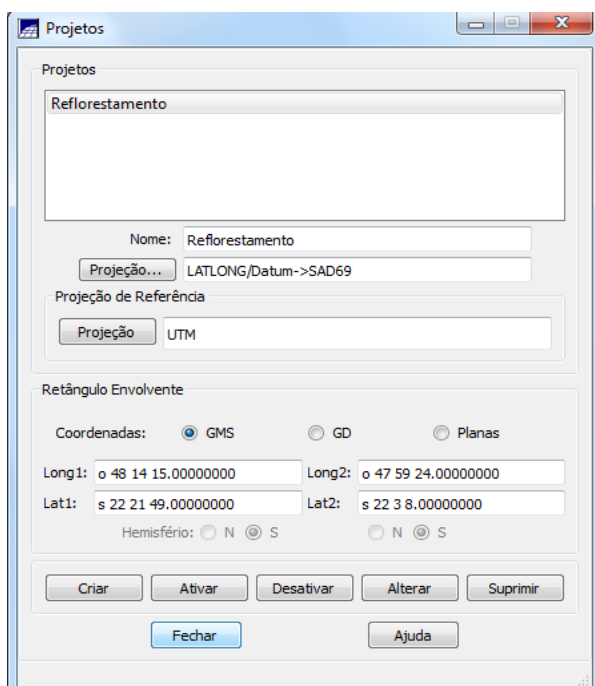 Projetos
Projetos
Reflorestamento
Nome: Reflorestamento
Projeção... LATLONG/Datum->SAD69
Projeção de Referência
Projeção UTM
Retângulo Envolvente
Coordenadas: GMS GD Planas
Long1: o 48 14 15.00000000 Long2: o 47 59 24.00000000
Lat1: s 22 21 49.00000000 Lat2: s 22 3 8.00000000
Hemisfério: N S N S
Criar Ativar Desativar Alterar Suprimir
Fechar Ajuda